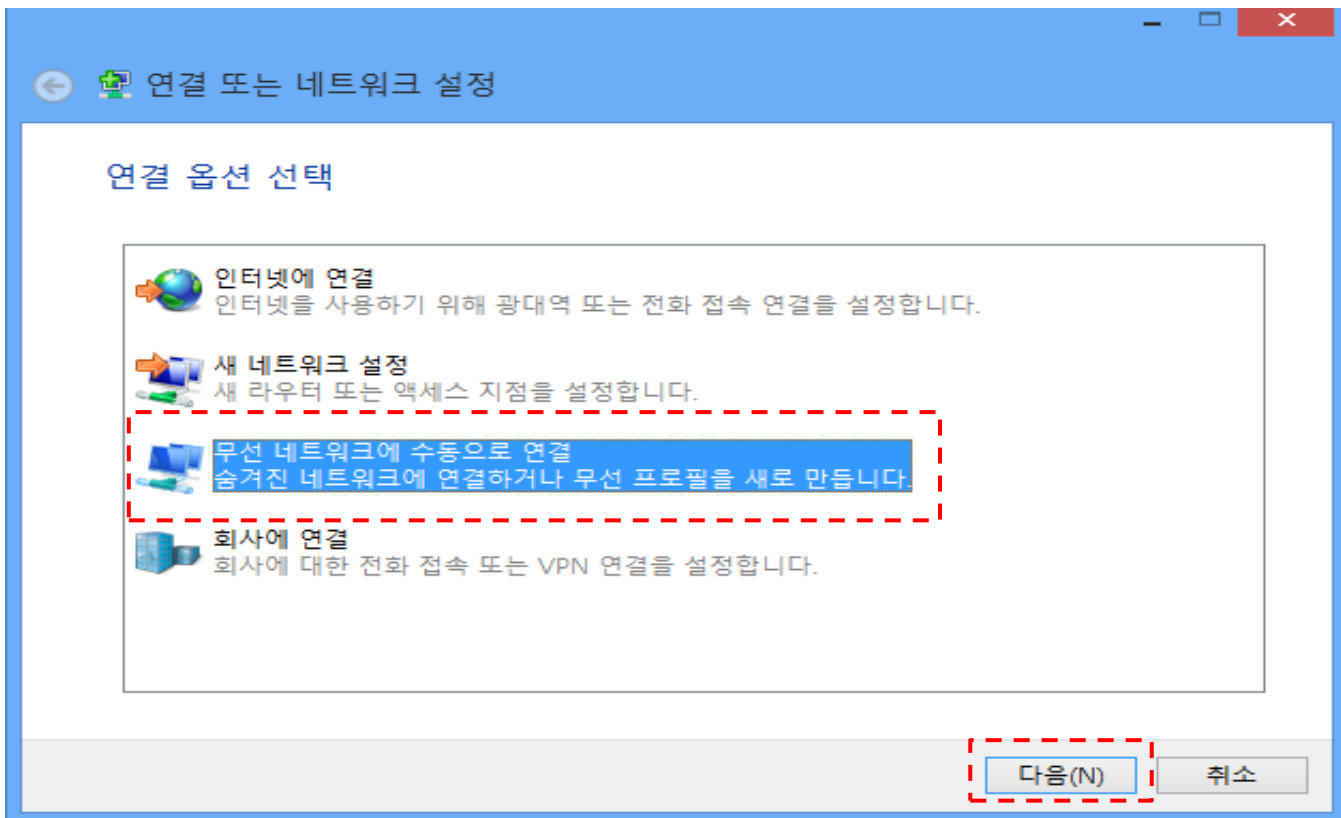 연결 또는 네트워크 설정
연결 옵션 선택
인터넷에 연결
인터넷을 사용하기 위해 광대역 또는 전화 접속 연결을 설정합니다.
새 네트워크 설정
새 라우터 또는 액세스 지점을 설정합니다.
무선 네트워크에 수동으로 연결
숨겨진 네트워크에 연결하거나 무선 프로필을 새로 만듭니다.
회사에 연결
회사에 대한 전화 접속 또는 VPN 연결을 설정합니다.
다음(N)
취소